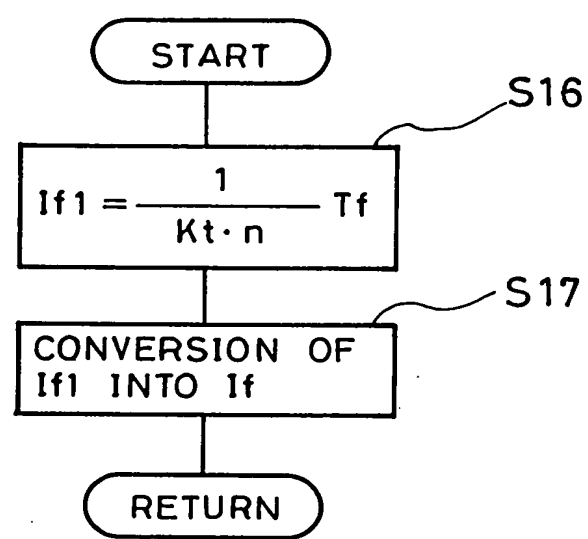 START
S16
If1 = 1 / Kt·n Tf
S17
CONVERSION OF
If1 INTO If
RETURN